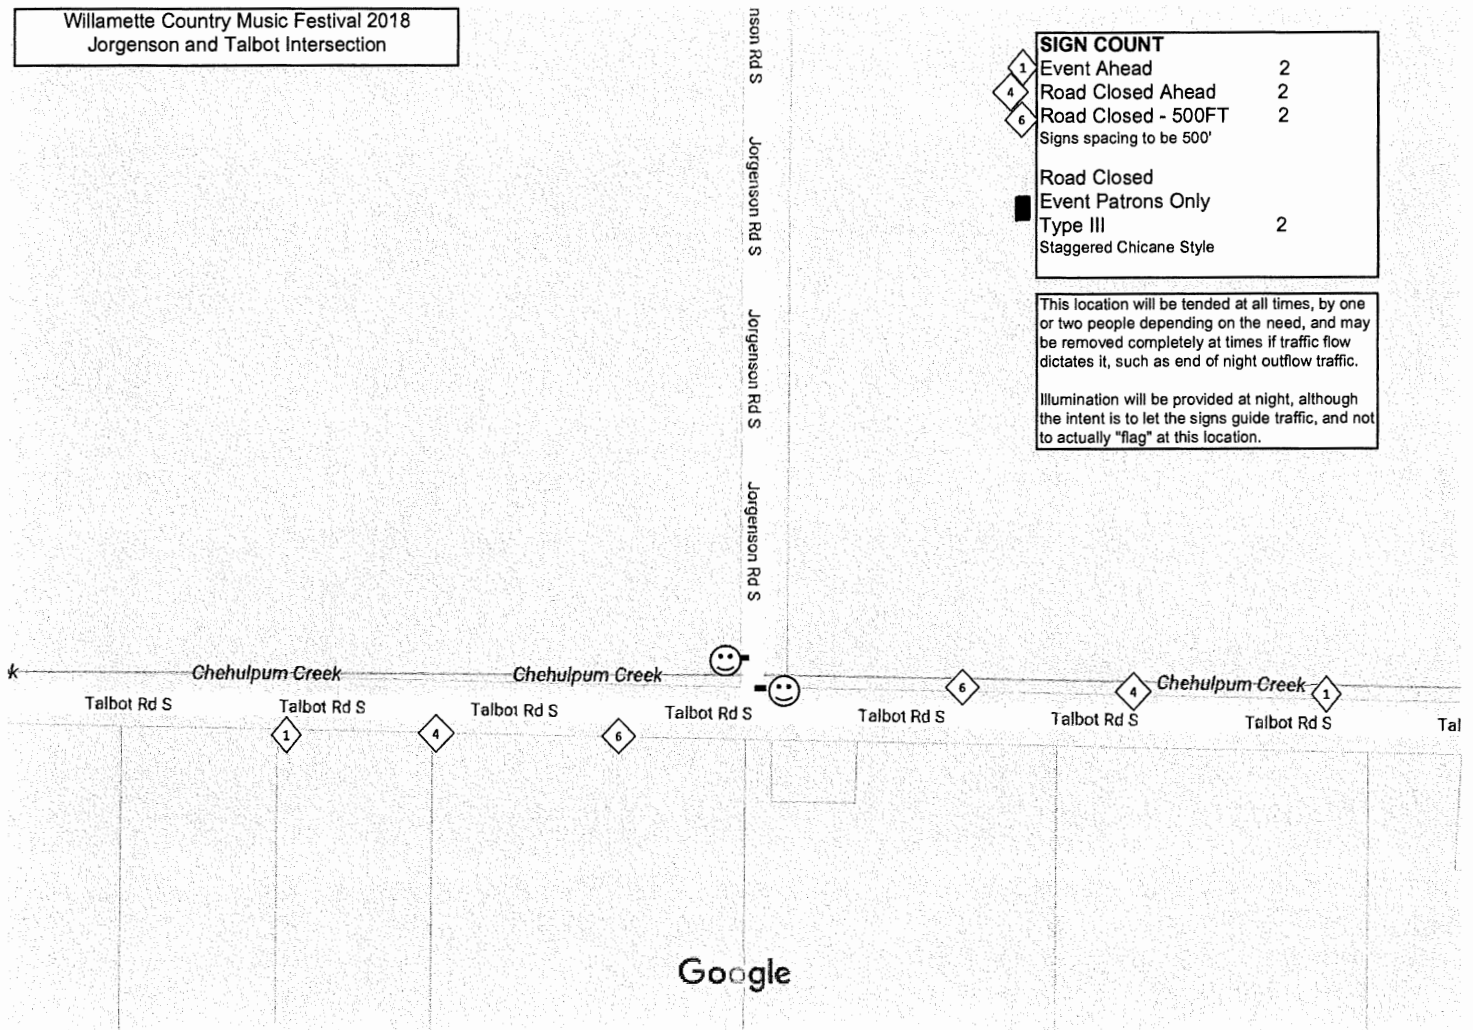 Willamette Country Music Festival 2018
Jorgenson and Talbot Intersection
nson Rd S
Jorgenson Rd S
Jorgenson Rd S
Jorgenson Rd S
SIGN COUNT
1 Event Ahead 2
4 Road Closed Ahead 2
6 Road Closed - 500FT 2
Signs spacing to be 500'
Road Closed
Event Patrons Only
Type III 2
Staggered Chicane Style
This location will be tended at all times, by one
or two people depending on the need, and may
be removed completely at times if traffic flow
dictates it, such as end of night outflow traffic.
Illumination will be provided at night, although
the intent is to let the signs guide traffic, and not
to actually "flag" at this location.
k Chehulpum Creek Chehulpum Creek 6 4 Chehulpum Creek 1
Talbot Rd S Talbot Rd S Talbot Rd S Talbot Rd S Talbot Rd S Talbot Rd S Talbot Rd S Tal
1 4 6
Google